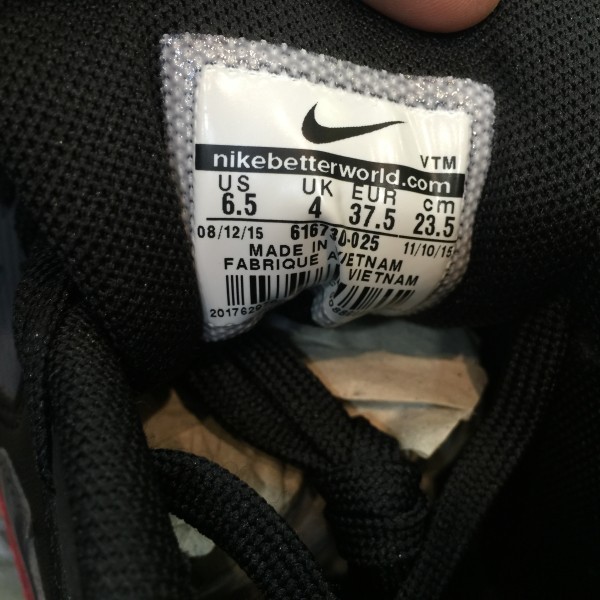 VTM
nikebetterworld.com
US UK EUR cm
6.5 4 37.5 23.5
08/12/15 11/10/15
MADE IN VIETNAM
FABRIQUE VIETNAM